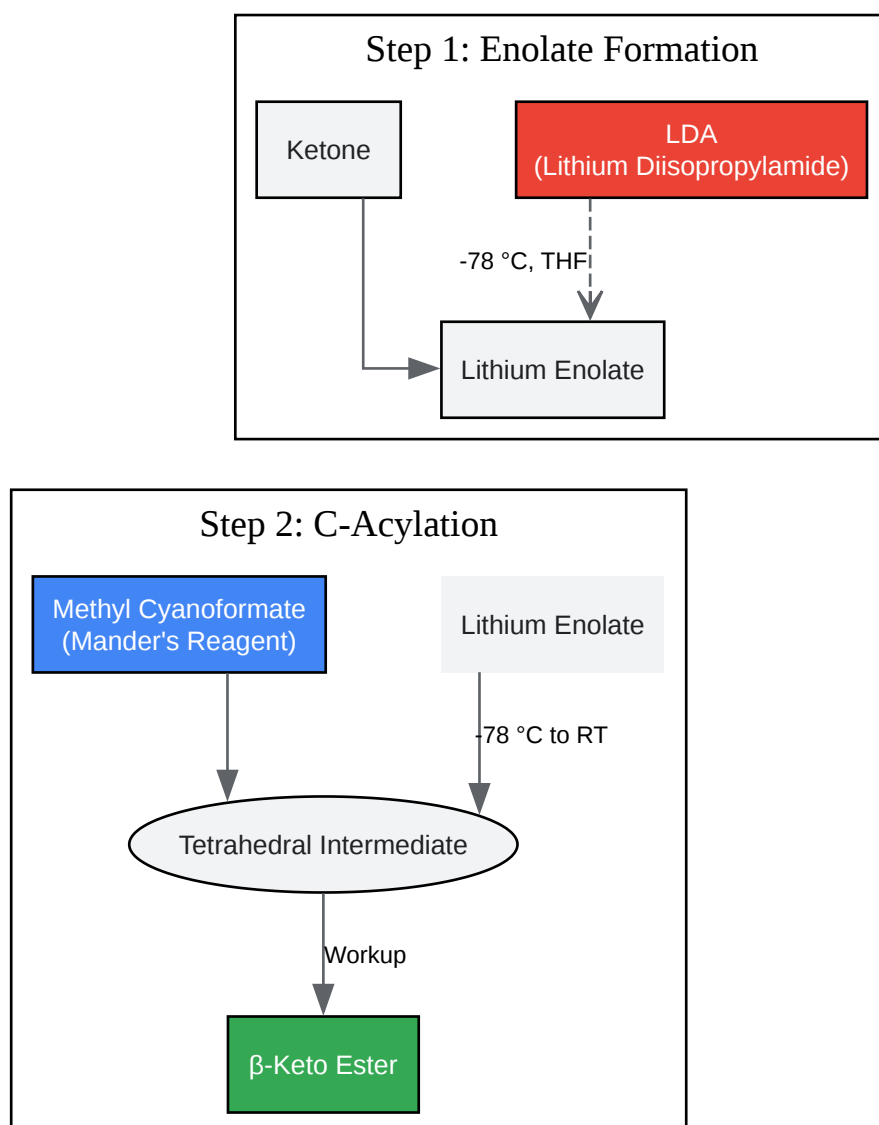 Step 1: Enolate Formation
Ketone
LDA
(Lithium Diisopropylamide)
-78 °C, THF
Lithium Enolate
Step 2: C-Acylation
Methyl Cyanoformate
(Mander's Reagent)
Lithium Enolate
-78 °C to RT
Tetrahedral Intermediate
Workup
β-Keto Ester